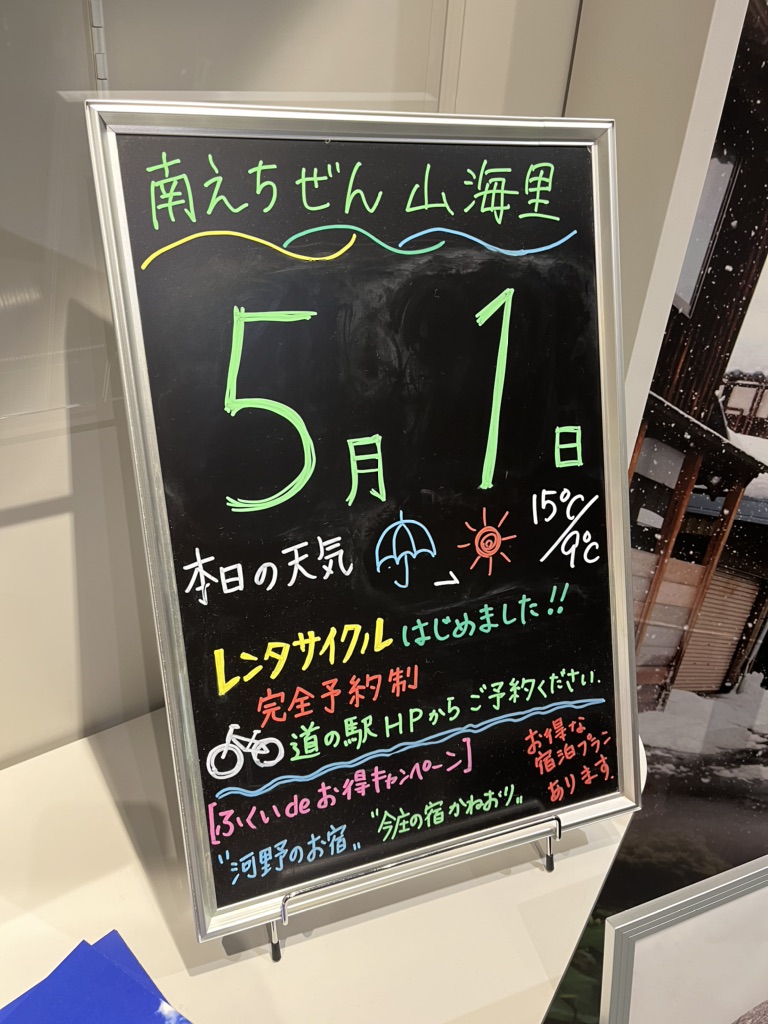 南えちぜん 山海里
5月1日
本日の天気 15℃/9℃
レンタサイクル はじめました!!
完全予約制
道の駅HPからご予約ください.
[ふくいdeお得キャンペーン]
"河野のお宿„ "今庄の宿かねおり„
お得な
宿泊プラン
あります.